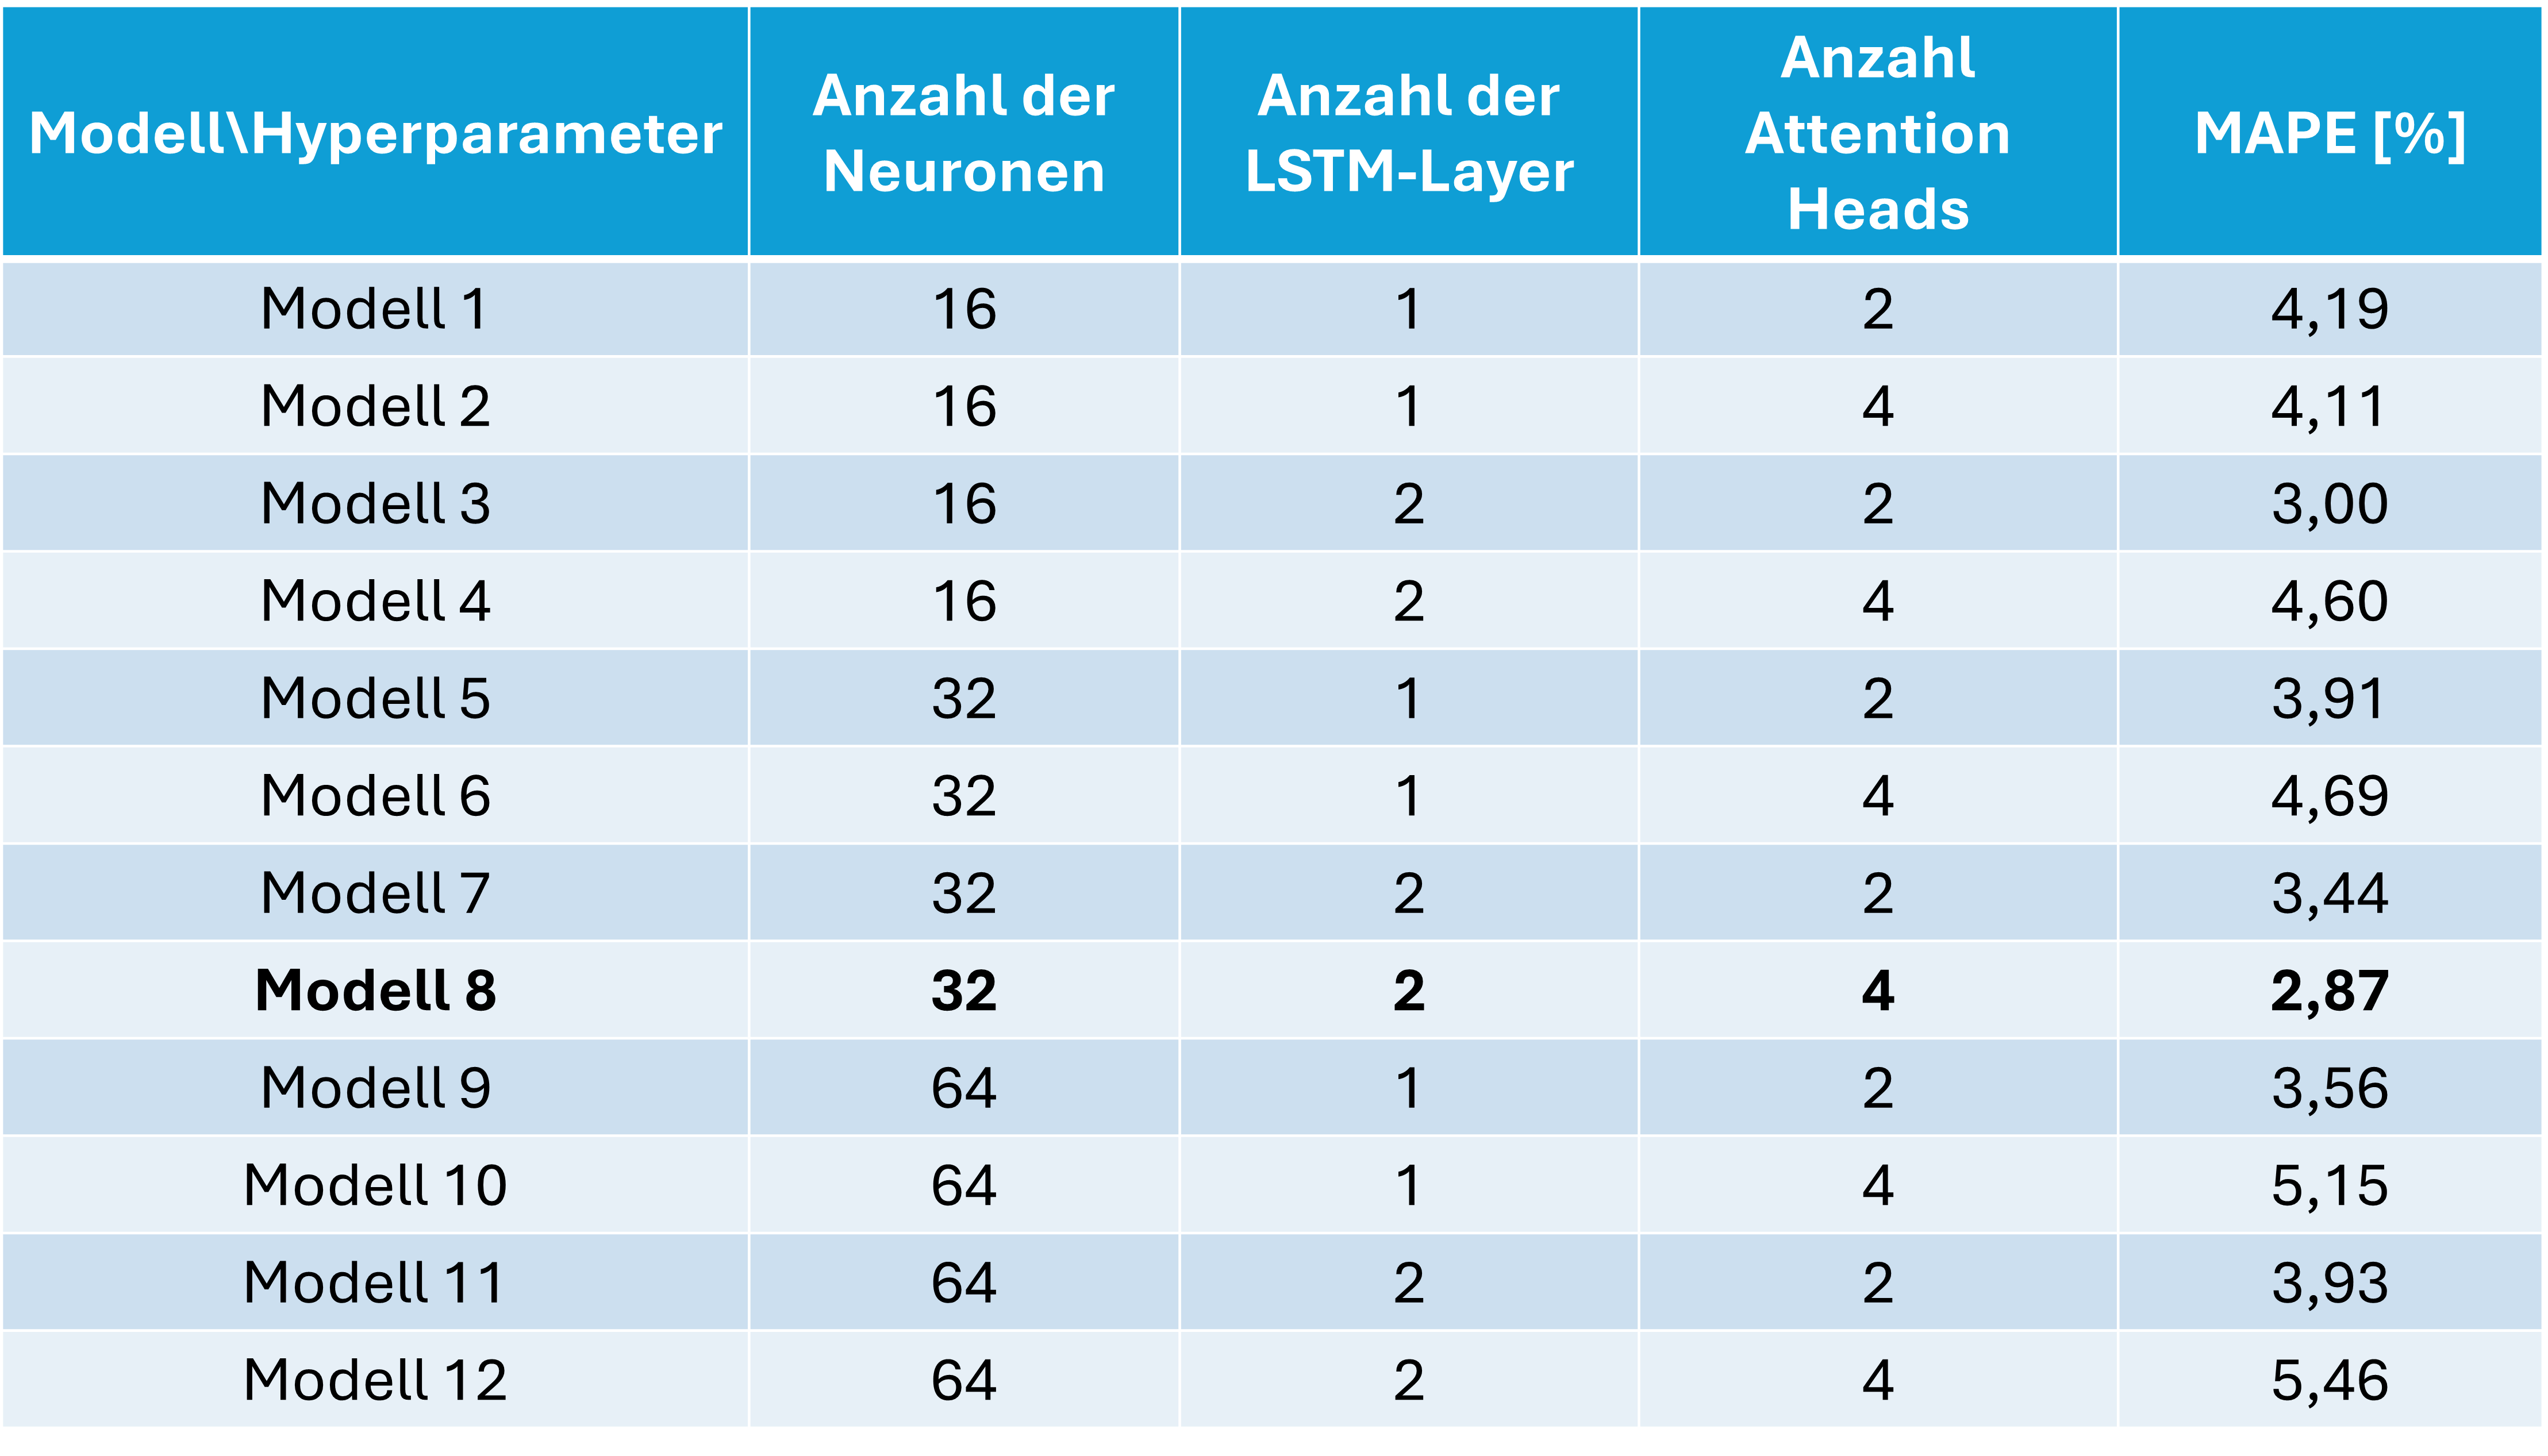 Modell\Hyperparameter Anzahl der Neuronen Anzahl der LSTM-Layer Anzahl Attention Heads MAPE [%]
Modell 1 16 1 2 4,19
Modell 2 16 1 4 4,11
Modell 3 16 2 2 3,00
Modell 4 16 2 4 4,60
Modell 5 32 1 2 3,91
Modell 6 32 1 4 4,69
Modell 7 32 2 2 3,44
Modell 8 32 2 4 2,87
Modell 9 64 1 2 3,56
Modell 10 64 1 4 5,15
Modell 11 64 2 2 3,93
Modell 12 64 2 4 5,46